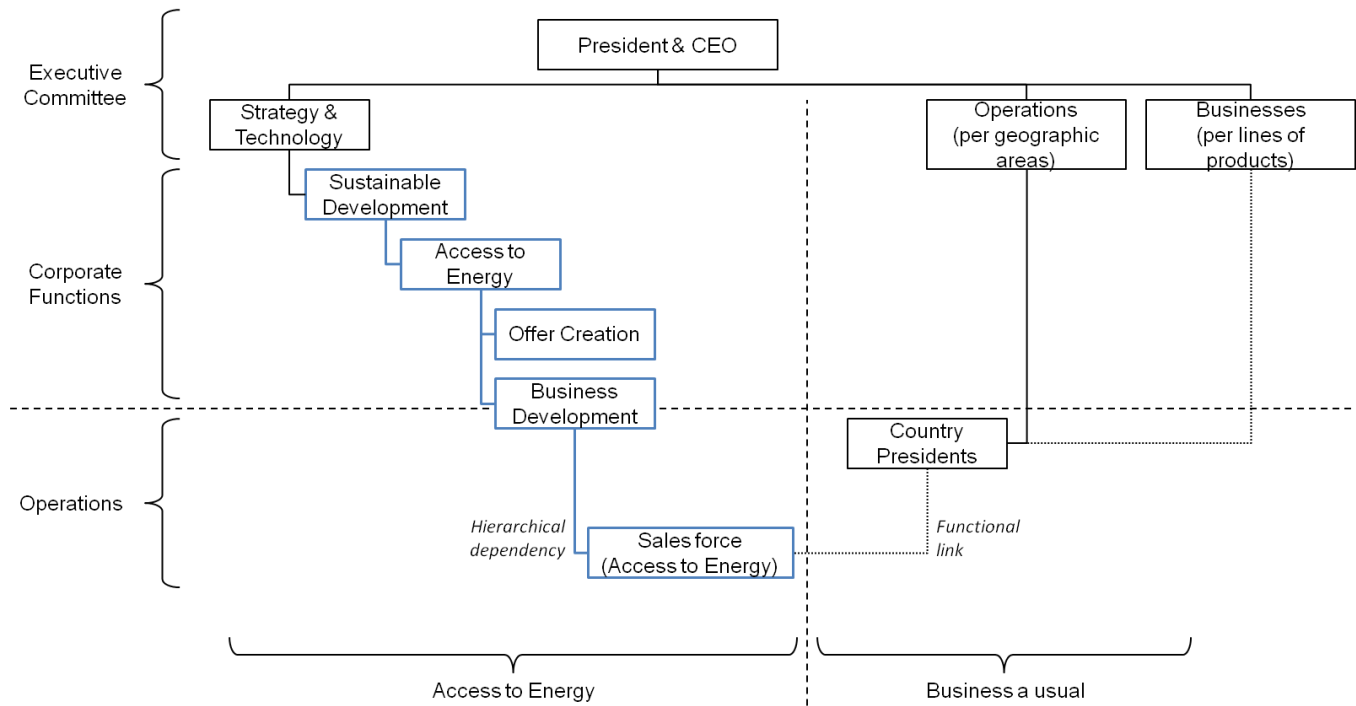 President & CEO
Executive
Committee
Strategy &
Technology
Operations
(per geographic
areas)
Businesses
(per lines of
products)
Sustainable
Development
Access to
Energy
Corporate
Functions
Offer Creation
Business
Development
Country
Presidents
Operations
Hierarchical
dependency
Sales force
(Access to Energy)
Functional
link
Access to Energy
Business a usual